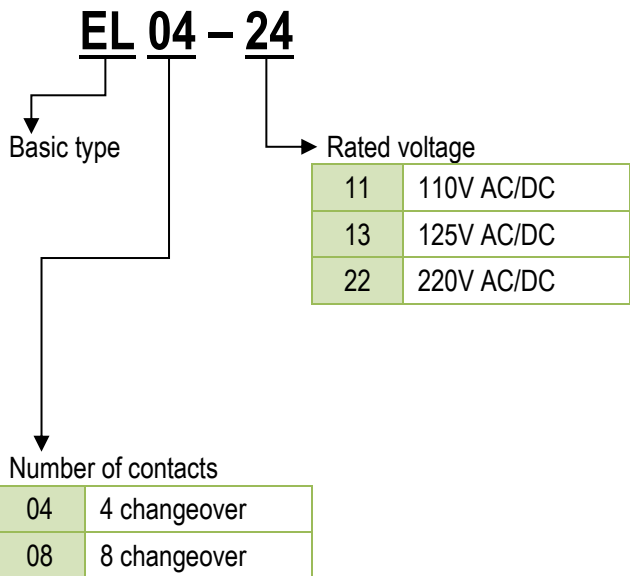 EL 04 – 24
Basic type
Rated voltage
11 110V AC/DC
13 125V AC/DC
22 220V AC/DC
Number of contacts
04 4 changeover
08 8 changeover